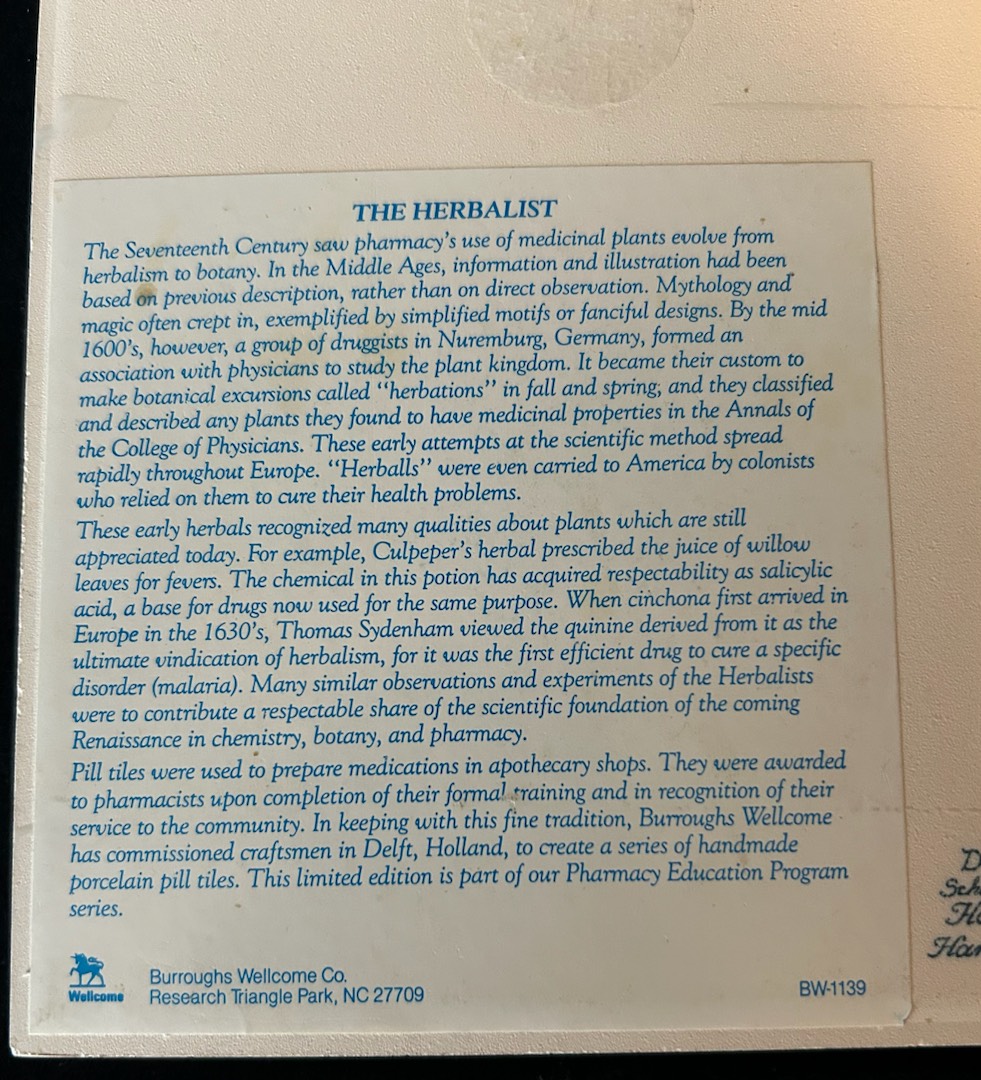 THE HERBALIST
The Seventeenth Century saw pharmacy's use of medicinal plants evolve from
herbalism to botany. In the Middle Ages, information and illustration had been
based on previous description, rather than on direct observation. Mythology and
magic often crept in, exemplified by simplified motifs or fanciful designs. By the mid
1600's, however, a group of druggists in Nuremburg, Germany, formed an
association with physicians to study the plant kingdom. It became their custom to
make botanical excursions called "herbations" in fall and spring, and they classified
and described any plants they found to have medicinal properties in the Annals of
the College of Physicians. These early attempts at the scientific method spread
rapidly throughout Europe. "Herballs" were even carried to America by colonists
who relied on them to cure their health problems.
These early herbals recognized many qualities about plants which are still
appreciated today. For example, Culpeper's herbal prescribed the juice of willow
leaves for fevers. The chemical in this potion has acquired respectability as salicylic
acid, a base for drugs now used for the same purpose. When cinchona first arrived in
Europe in the 1630's, Thomas Sydenham viewed the quinine derived from it as the
ultimate vindication of herbalism, for it was the first efficient drug to cure a specific
disorder (malaria). Many similar observations and experiments of the Herbalists
were to contribute a respectable share of the scientific foundation of the coming
Renaissance in chemistry, botany, and pharmacy.
Pill tiles were used to prepare medications in apothecary shops. They were awarded
to pharmacists upon completion of their formal training and in recognition of their
service to the community. In keeping with this fine tradition, Burroughs Wellcome
has commissioned craftsmen in Delft, Holland, to create a series of handmade
porcelain pill tiles. This limited edition is part of our Pharmacy Education Program
series.
Wellcome
Burroughs Wellcome Co.
Research Triangle Park, NC 27709
BW-1139